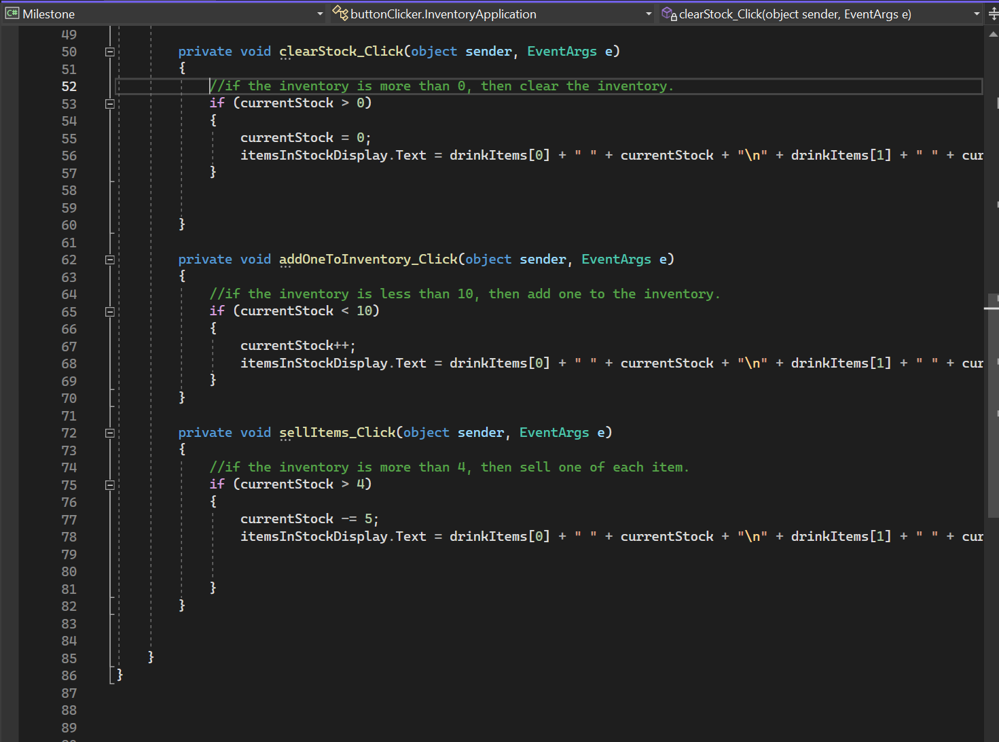 C# Milestone buttonClicker.InventoryApplication clearStock_Click(object sender, EventArgs e)
49
50 private void clearStock_Click(object sender, EventArgs e)
51 {
52 //if the inventory is more than 0, then clear the inventory.
53 if (currentStock > 0)
54 {
55 currentStock = 0;
56 itemsInStockDisplay.Text = drinkItems[0] + " " + currentStock + "\n" + drinkItems[1] + " " + cur
57 }
58
59
60 }
61
62 private void addOneToInventory_Click(object sender, EventArgs e)
63 {
64 //if the inventory is less than 10, then add one to the inventory.
65 if (currentStock < 10)
66 {
67 currentStock++;
68 itemsInStockDisplay.Text = drinkItems[0] + " " + currentStock + "\n" + drinkItems[1] + " " + cur
69 }
70 }
71
72 private void sellItems_Click(object sender, EventArgs e)
73 {
74 //if the inventory is more than 4, then sell one of each item.
75 if (currentStock > 4)
76 {
77 currentStock -= 5;
78 itemsInStockDisplay.Text = drinkItems[0] + " " + currentStock + "\n" + drinkItems[1] + " " + cur
79
80
81 }
82 }
83
84
85 }
86 }
87
88
89